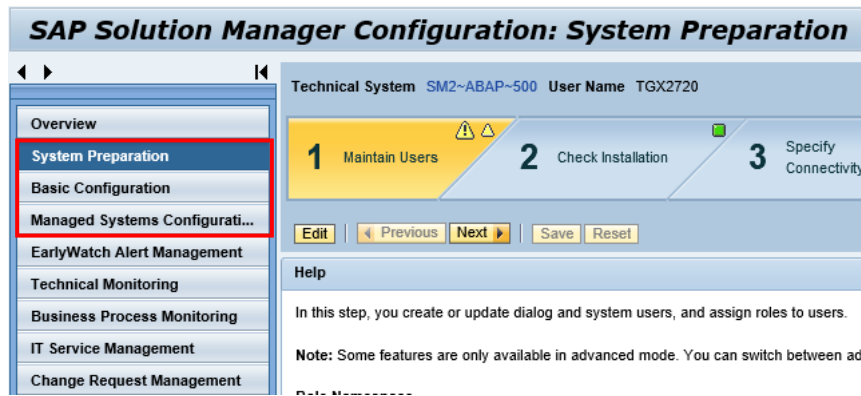 SAP Solution Manager Configuration: System Preparation
Technical System SM2~ABAP~500 User Name TGX2720
Overview
System Preparation
Basic Configuration
Managed Systems Configurati...
EarlyWatch Alert Management
Technical Monitoring
Business Process Monitoring
IT Service Management
Change Request Management
1 Maintain Users
2 Check Installation
3 Specify
Connectivity
Edit Previous Next Save Reset
Help
In this step, you create or update dialog and system users, and assign roles to users.
Note: Some features are only available in advanced mode. You can switch between ad